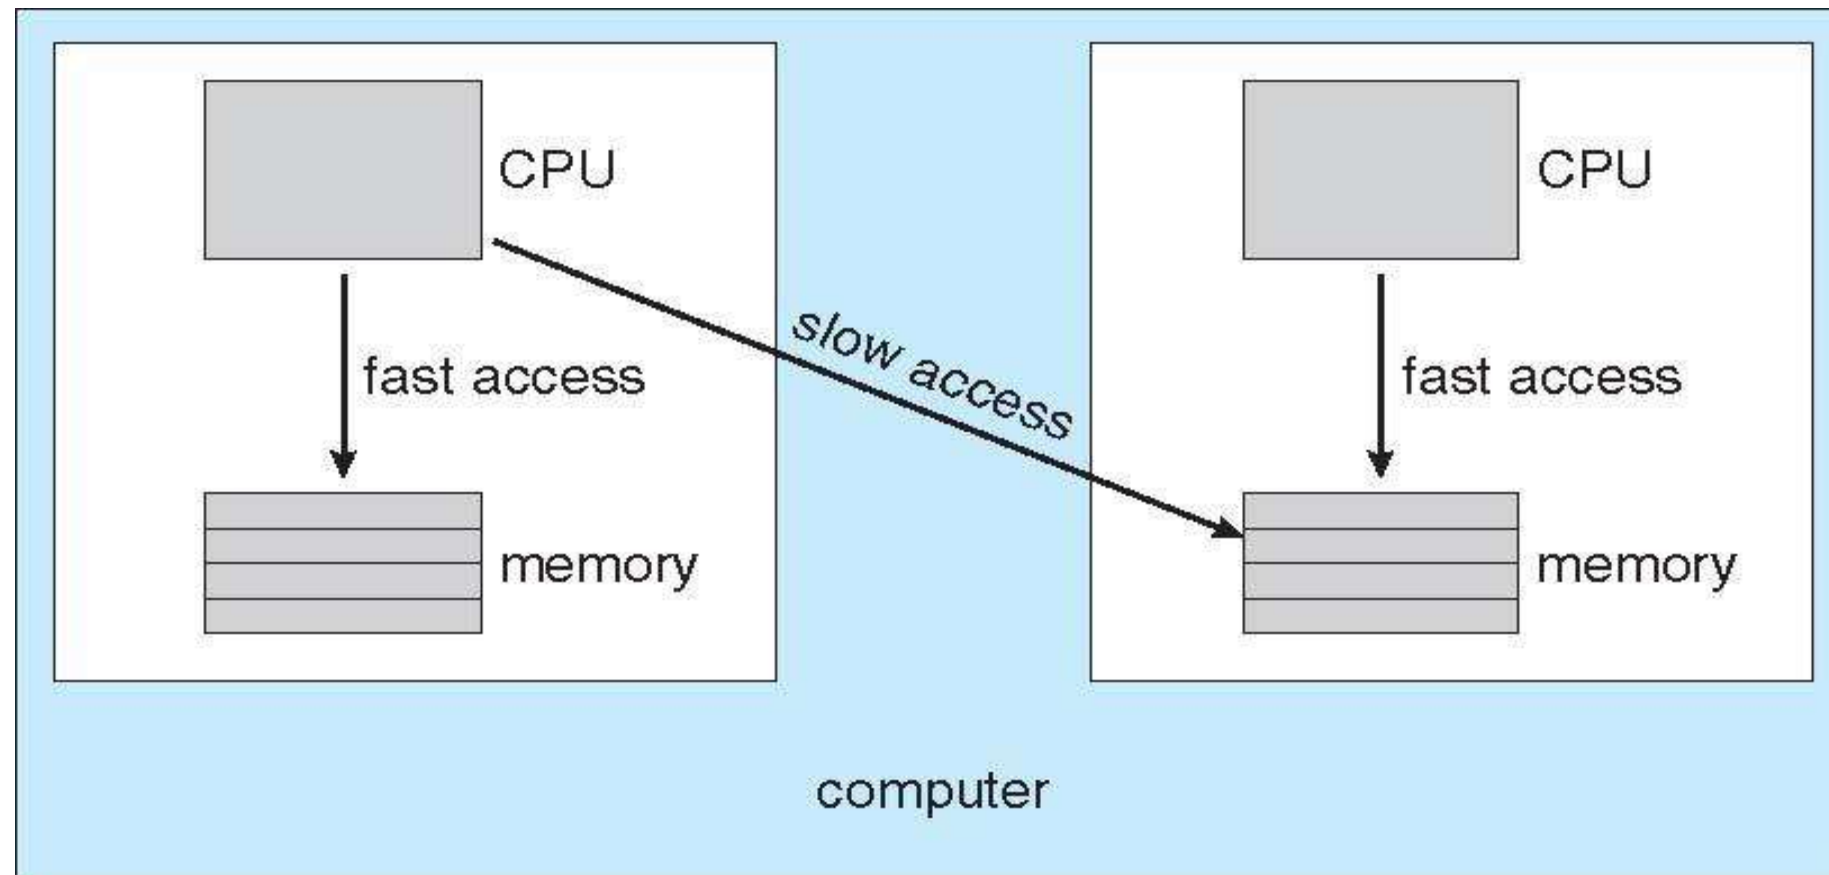 CPU
CPU
slow access
fast access
fast access
memory
memory
computer